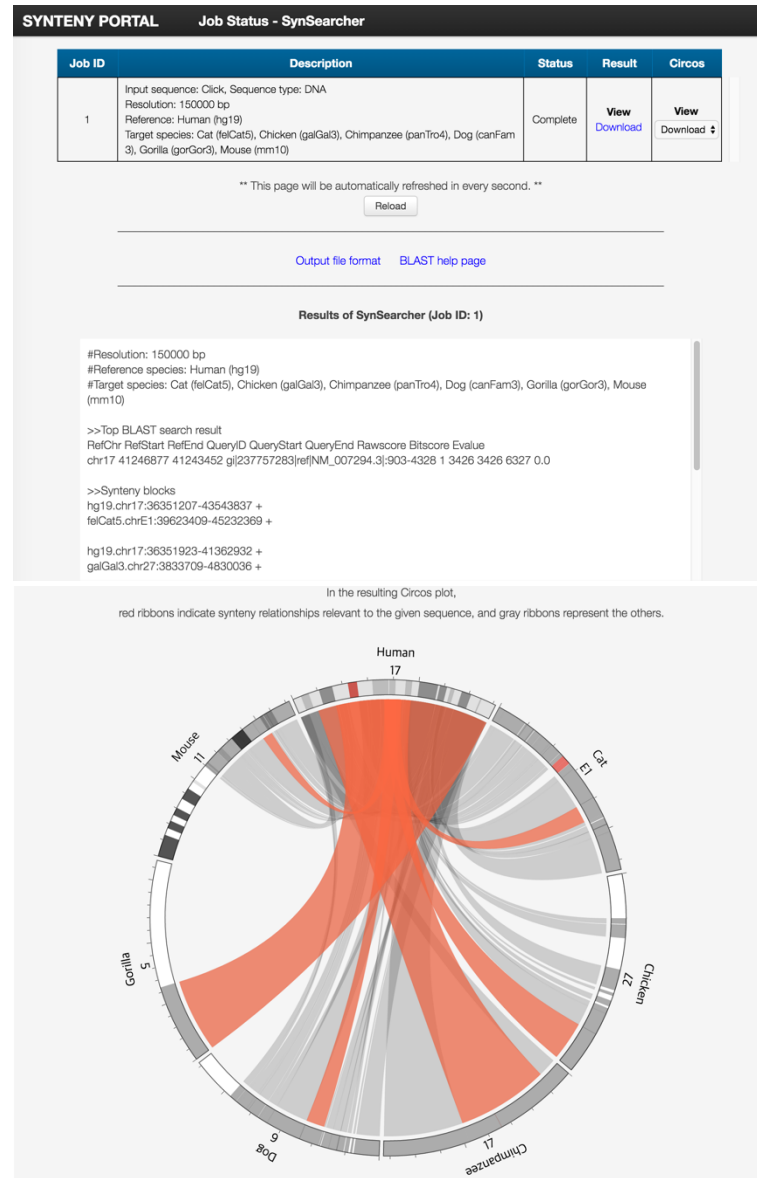 SYNTENY PORTAL Job Status - SynSearcher
Job ID Description Status Result Circos
1
Input sequence: Click, Sequence type: DNA
Resolution: 150000 bp
Reference: Human (hg19)
Target species: Cat (felCat5), Chicken (galGal3), Chimpanzee (panTro4), Dog (canFam
3), Gorilla (gorGor3), Mouse (mm10)
Complete
View
Download
View
Download
** This page will be automatically refreshed in every second. **
Reload
Output file format BLAST help page
Results of SynSearcher (Job ID: 1)
#Resolution: 150000 bp
#Reference species: Human (hg19)
#Target species: Cat (felCat5), Chicken (galGal3), Chimpanzee (panTro4), Dog (canFam3), Gorilla (gorGor3), Mouse
(mm10)
>>Top BLAST search result
RefChr RefStart RefEnd QueryID QueryStart QueryEnd Rawscore Bitscore Evalue
chr17 41246877 41243452 gi|237757283|ref|NM_007294.3|:903-4328 1 3426 3426 6327 0.0
>>Synteny blocks
hg19.chr17:36351207-43543837 +
felCat5.chrE1:39623409-45232369 +
hg19.chr17:36351923-41362932 +
galGal3.chr27:3833709-4830036 +
In the resulting Circos plot,
red ribbons indicate synteny relationships relevant to the given sequence, and gray ribbons represent the others.
Human
17
Mouse
11
Cat
E1
Gorilla
5
Chicken
27
Dog
9
Chimpanzee
17